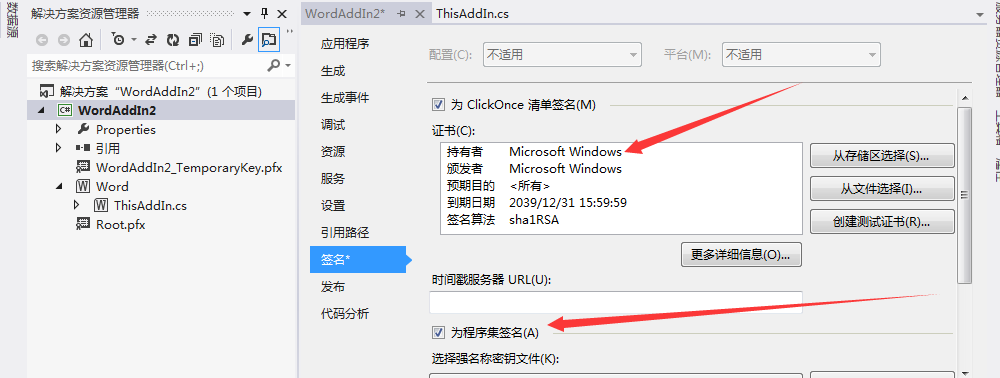 数据源
解决方案资源管理器
搜索解决方案资源管理器(Ctrl+;)
解决方案 “WordAddIn2” (1 个项目)
C# WordAddIn2
Properties
引用
WordAddIn2_TemporaryKey.pfx
W Word
W ThisAddIn.cs
Root.pfx
WordAddIn2*
ThisAddIn.cs
应用程序
生成
生成事件
调试
资源
服务
设置
引用路径
签名*
发布
代码分析
配置(C): 不适用 平台(M): 不适用
为 ClickOnce 清单签名(M)
证书(C):
持有者 Microsoft Windows
颁发者 Microsoft Windows
预期目的 <所有>
到期日期 2039/12/31 15:59:59
签名算法 sha1RSA
从存储区选择(S)...
从文件选择(I)...
创建测试证书(R)...
更多详细信息(O)...
时间戳服务器 URL(U):
为程序集签名(A)
选择强名称密钥文件(K):